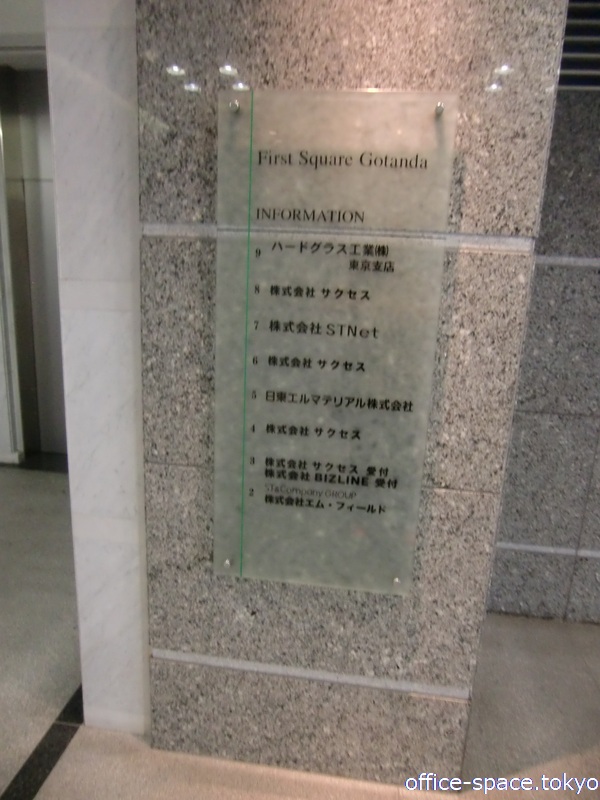 First Square Gotanda
INFORMATION
9 ハードグラス工業㈱
東京支店
8 株式会社 サクセス
7 株式会社 STNet
6 株式会社 サクセス
5 日東エルマテリアル株式会社
4 株式会社 サクセス
3 株式会社 サクセス 受付
株式会社 BIZLINE 受付
2 ST&Company GROUP
株式会社エム・フィールド
office-space.tokyo